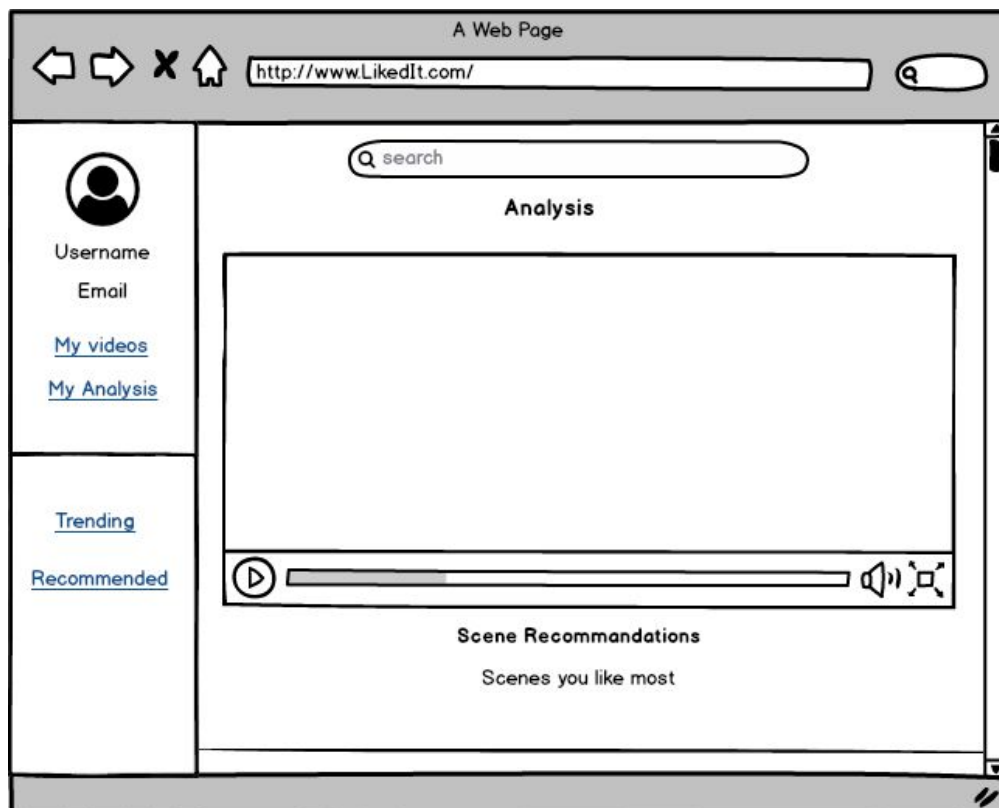 A Web Page
http://www.LikedIt.com/
search
Analysis
Username
Email
My videos
My Analysis
Trending
Recommended
Scene Recommandations
Scenes you like most